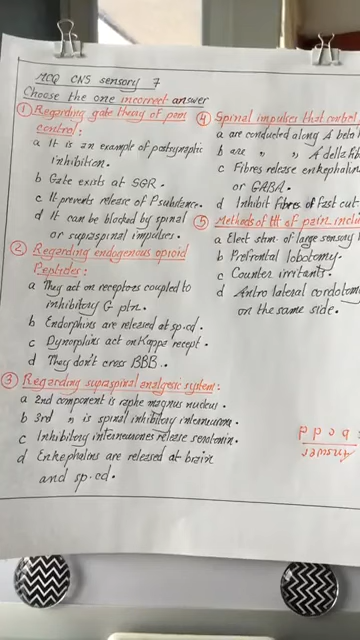 MCQ CNS sensory 7
Choose the one incorrect answer
① Regarding gate theory of pain control:
a It is an example of postsynaptic inhibition.
b Gate exists at SGR.
c It prevents release of P substance.
d It can be blocked by spinal or supraspinal impulses.
② Regarding endogenous opioid Peptides:
a They act on receptors coupled to inhibitory G ptn.
b Endorphins are released at sp.cd.
c Dynorphins act on Kappa recept.
d They don't cross BBB.
③ Regarding supraspinal analgesic system:
a 2nd component is raphe magnus nucleus.
b 3rd " is spinal inhibitory interneurons.
c Inhibitory interneurones release serotonin.
d Enkephalins are released at brain and sp.cd.
④ Spinal impulses that control
a are conducted along A beta
b are " " A delta
c Fibres release enkephalin or GABA.
d Inhibit fibres of fast cut.
⑤ Methods of ttt of pain
a Elect stim. of large sensory
b Prefrontal lobotomy.
c Counter irritants.
d Antro lateral cordotomy on the same side.
Answer
b c d d